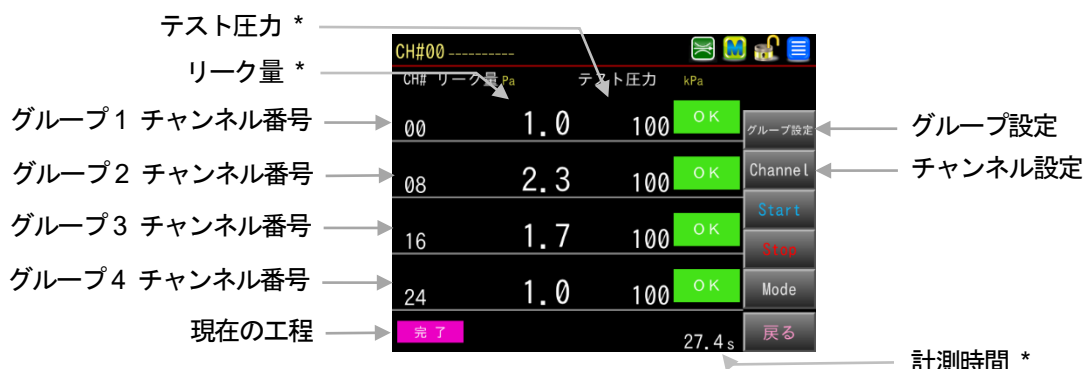 テスト圧力 *
リーク量 *
グループ1 チャンネル番号
グループ2 チャンネル番号
グループ3 チャンネル番号
グループ4 チャンネル番号
現在の工程
CH#00 ----------
CH# リーク量 Pa テスト圧力 kPa
00 1.0 100 OK
08 2.3 100 OK
16 1.7 100 OK
24 1.0 100 OK
完了
27.4 s
グループ設定
Channel
Start
Stop
Mode
戻る
グループ設定
チャンネル設定
計測時間 *